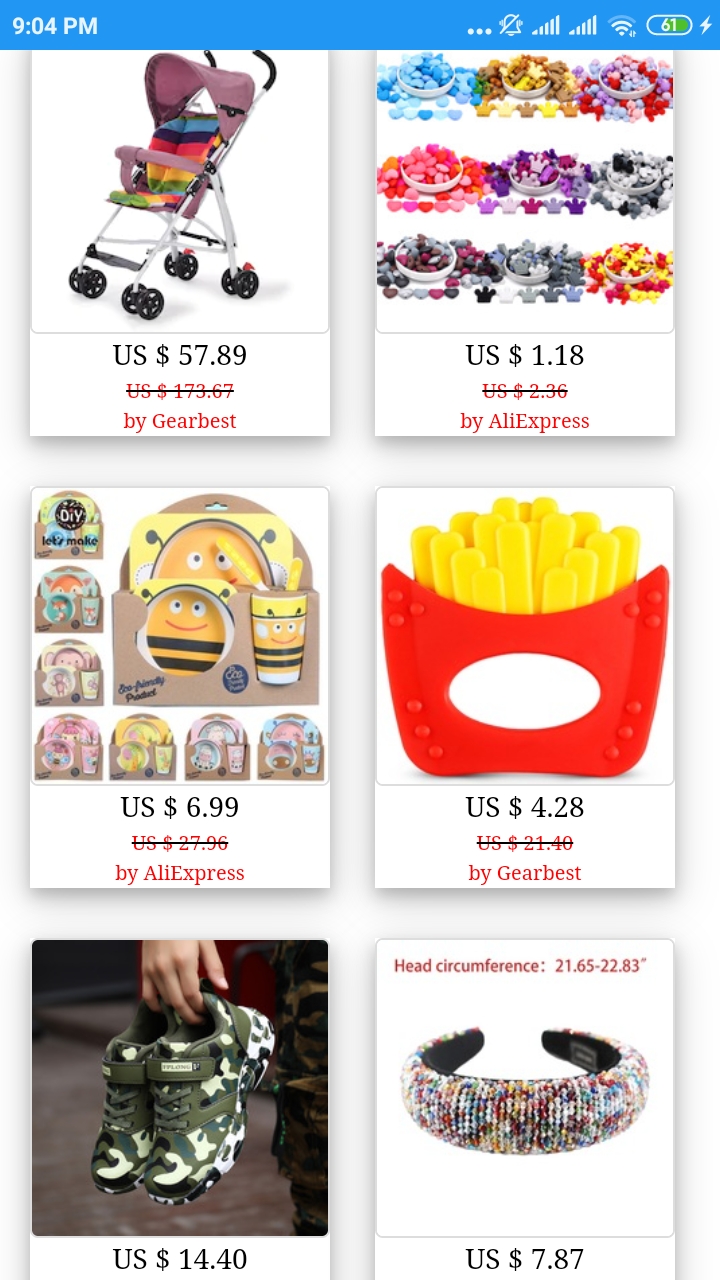 9:04 PM
61
US $ 57.89
US $ 173.67
by Gearbest
US $ 1.18
US $ 2.36
by AliExpress
DIY
let's make
Eco-friendly
Product
Eco
US $ 6.99
US $ 27.96
by AliExpress
US $ 4.28
US $ 21.40
by Gearbest
US $ 14.40
Head circumference: 21.65-22.83"
US $ 7.87